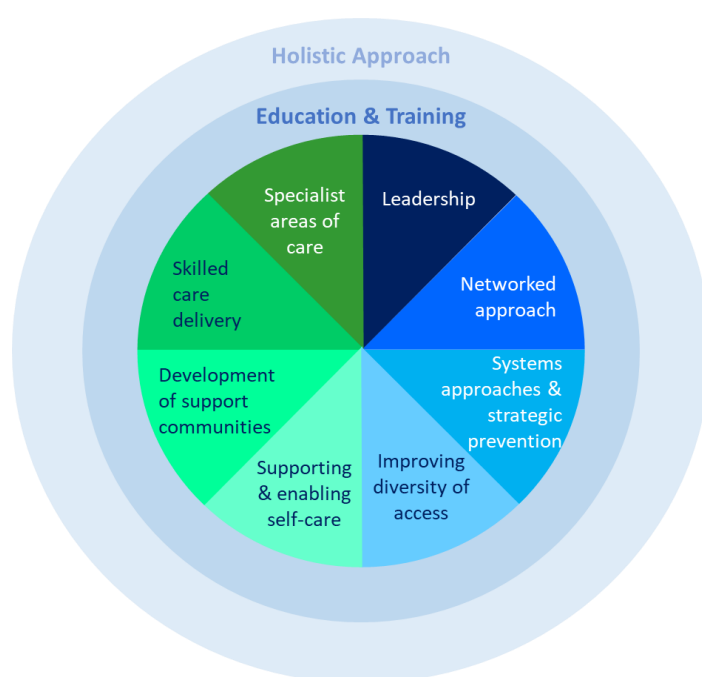 Holistic Approach
Education & Training
Specialist
areas of
care
Leadership
Networked
approach
Systems
approaches &
strategic
prevention
Improving
diversity of
access
Supporting
& enabling
self-care
Development
of support
communities
Skilled
care
delivery